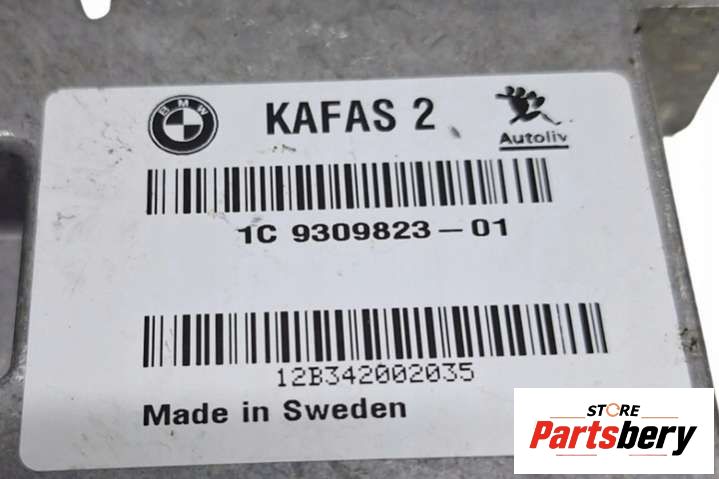 BMW
KAFAS 2
Autoliv
1C 9309823-01
12B342002035
Made in Sweden
STORE
Partsbery